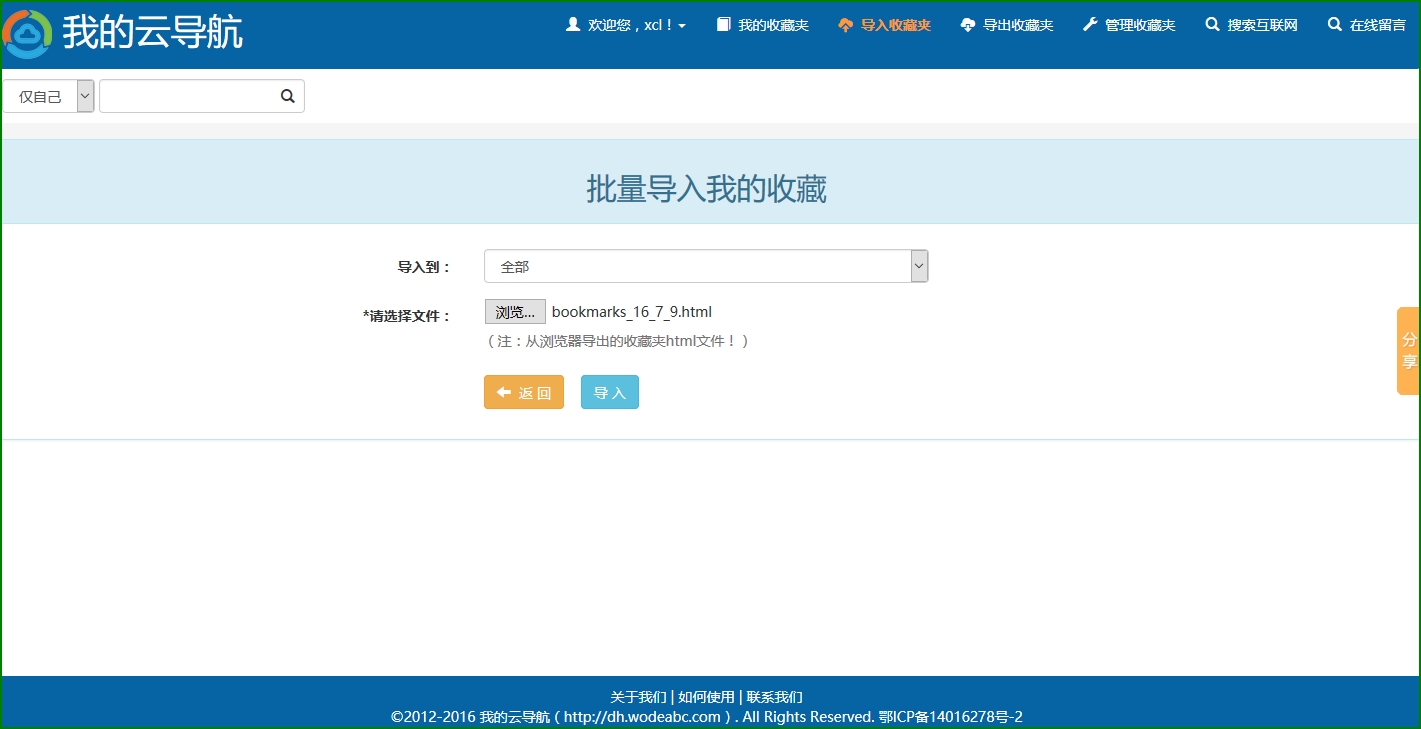 我的云导航
欢迎您，xcl！
我的收藏夹
导入收藏夹
导出收藏夹
管理收藏夹
搜索互联网
在线留言
仅自己
批量导入我的收藏
导入到：
全部
*请选择文件：
浏览... bookmarks_16_7_9.html
（注：从浏览器导出的收藏夹html文件！）
返 回
导 入
分
享
关于我们 | 如何使用 | 联系我们
©2012-2016 我的云导航（http://dh.wodeabc.com）. All Rights Reserved. 鄂ICP备14016278号-2